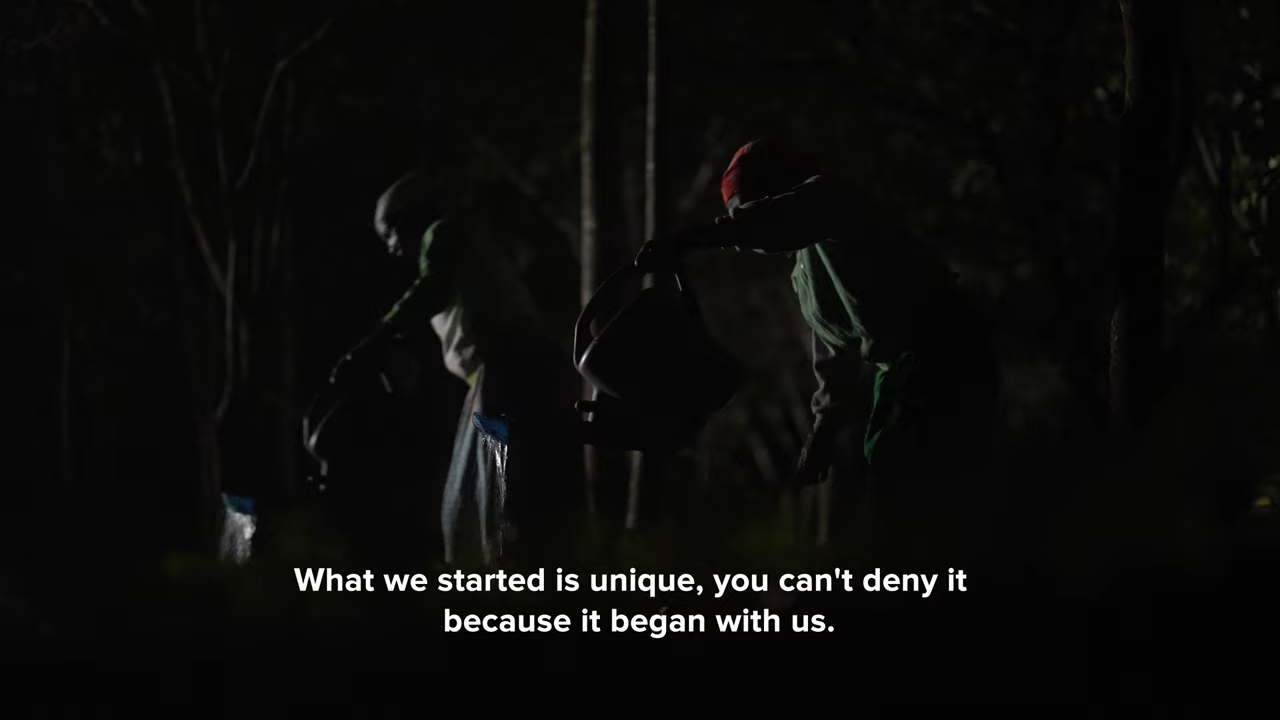 What we started is unique, you can't deny it
because it began with us.